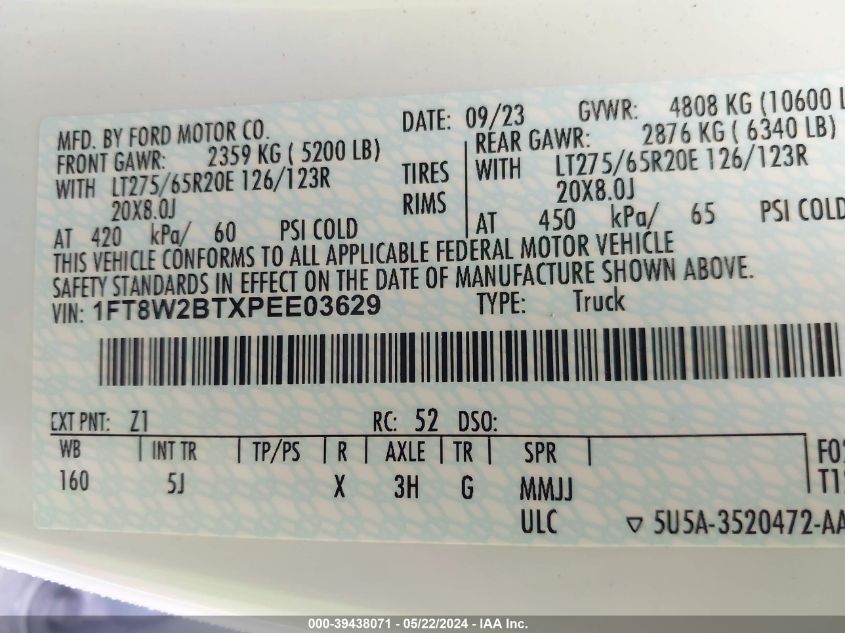 MFD. BY FORD MOTOR CO. DATE: 09/23 GVWR: 4808 KG (10600 L
FRONT GAWR: 2359 KG ( 5200 LB) REAR GAWR: 2876 KG ( 6340 LB)
WITH LT275/65R20E 126/123R TIRES WITH LT275/65R20E 126/123R
20X8.0J RIMS 20X8.0J
AT 420 kPa/ 60 PSI COLD AT 450 kPa/ 65 PSI COLD
THIS VEHICLE CONFORMS TO ALL APPLICABLE FEDERAL MOTOR VEHICLE
SAFETY STANDARDS IN EFFECT ON THE DATE OF MANUFACTURE SHOWN ABOVE.
VIN: 1FT8W2BTXPEE03629 TYPE: Truck
EXT PNT: Z1 RC: 52 DSO:
WB INT TR TP/PS R AXLE TR SPR
160 5J X 3H G MMJJ
ULC ▽ 5U5A-3520472-AA
000-39438071 - 05/22/2024 - IAA Inc.